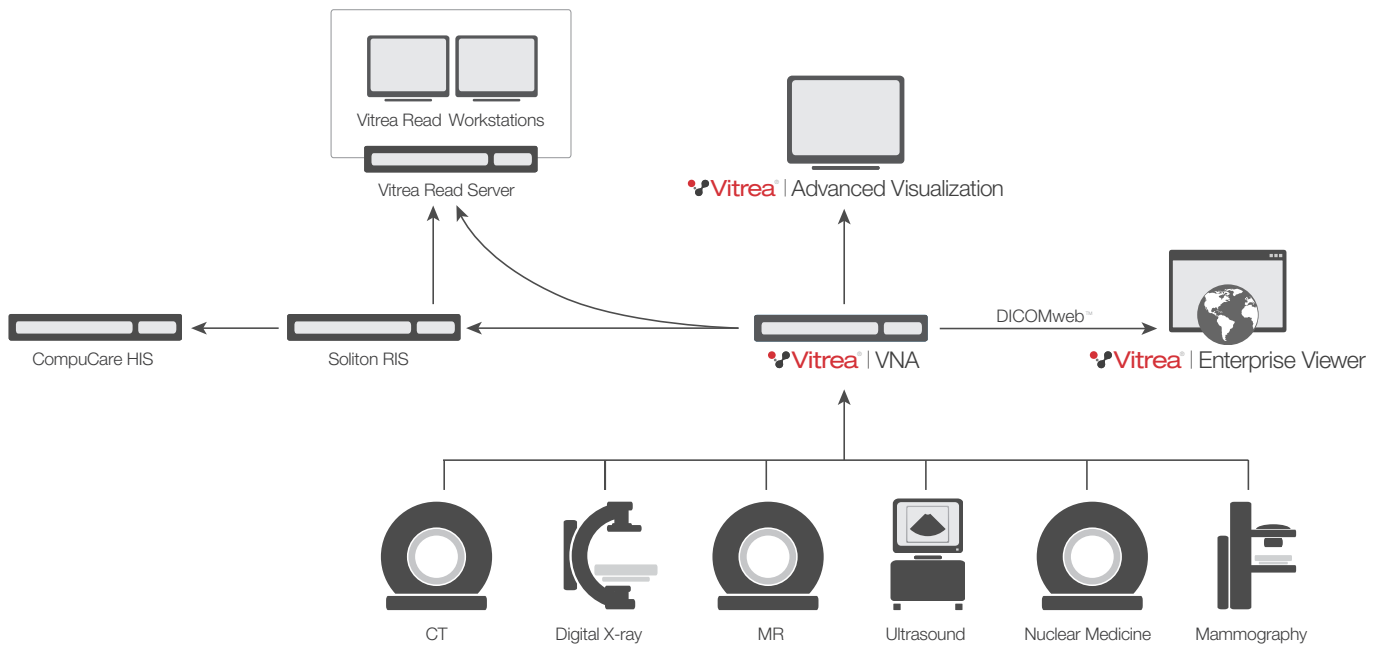 Vitrea Read Workstations
Vitrea Read Server
Vitrea® | Advanced Visualization
DICOMweb™
CompuCare HIS
Soliton RIS
Vitrea® | VNA
Vitrea® | Enterprise Viewer
CT
Digital X-ray
MR
Ultrasound
Nuclear Medicine
Mammography